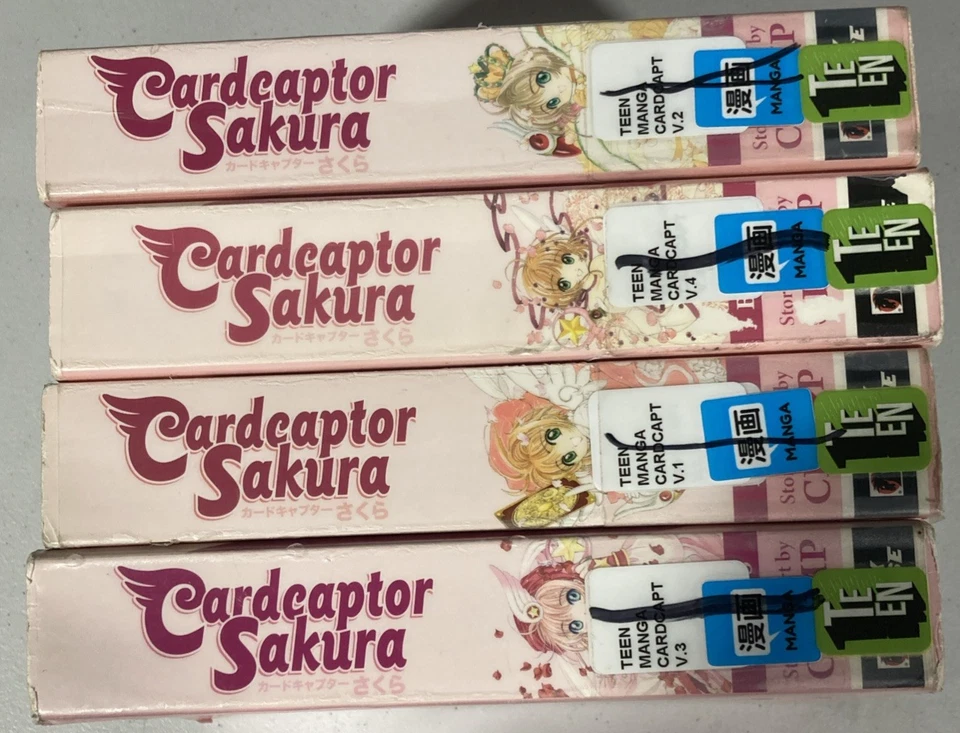 Cardcaptor
Sakura
カードキャプター さくら
TEEN
MANGA
CARDCAPT
V.2
漫画
MANGA
by
TEEN
Cardcaptor
Sakura
カードキャプター さくら
TEEN
MANGA
CARDCAPT
V.4
漫画
MANGA
by
TEEN
Cardcaptor
Sakura
カードキャプター さくら
TEEN
MANGA
CARDCAPT
V.1
漫画
MANGA
by
TEEN
Cardcaptor
Sakura
カードキャプター さくら
TEEN
MANGA
CARDCAPT
V.3
漫画
MANGA
by
TEEN